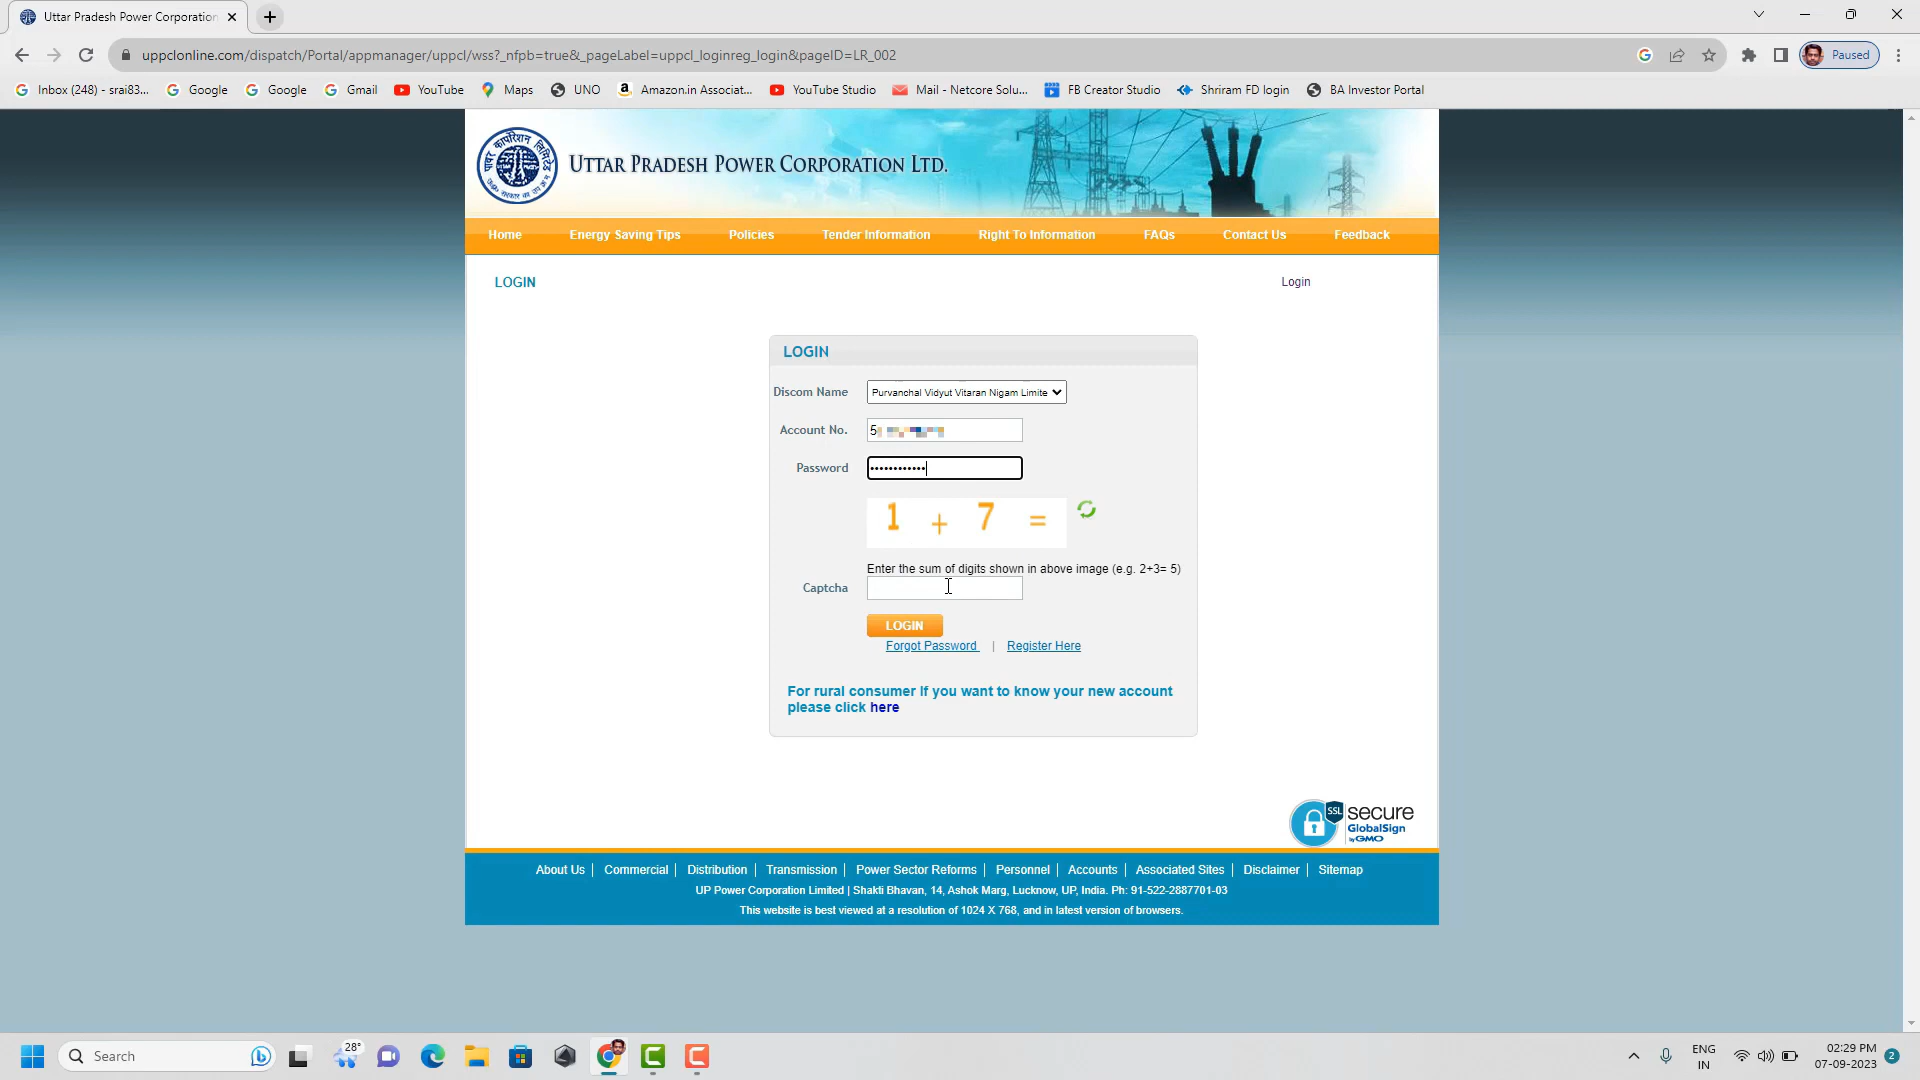 Uttar Pradesh Power Corporation
uppclonline.com/dispatch/Portal/appmanager/uppcl/wss?_nfpb=true&_pageLabel=uppcl_loginreg_login&pageID=LR_002
Paused
Inbox (248) - srai83...
Google
Google
Gmail
YouTube
Maps
UNO
Amazon.in Associat...
YouTube Studio
Mail - Netcore Solu...
FB Creator Studio
Shriram FD login
BA Investor Portal
UTTAR PRADESH POWER CORPORATION LTD.
Home Energy Saving Tips Policies Tender Information Right To Information FAQs Contact Us Feedback
LOGIN
Login
LOGIN
Discom Name Purvanchal Vidyut Vitaran Nigam Limite
Account No. 5
Password ••••••••••••
1 + 7 =
Enter the sum of digits shown in above image (e.g. 2+3= 5)
Captcha
LOGIN
Forgot Password | Register Here
For rural consumer If you want to know your new account
please click here
SSL
secure
GlobalSign
by GMO
About Us | Commercial | Distribution | Transmission | Power Sector Reforms | Personnel | Accounts | Associated Sites | Disclaimer | Sitemap
UP Power Corporation Limited | Shakti Bhavan, 14, Ashok Marg, Lucknow, UP, India. Ph: 91-522-2887701-03
This website is best viewed at a resolution of 1024 X 768, and in latest version of browsers.
Search
28°
ENG
IN
02:29 PM
07-09-2023
2